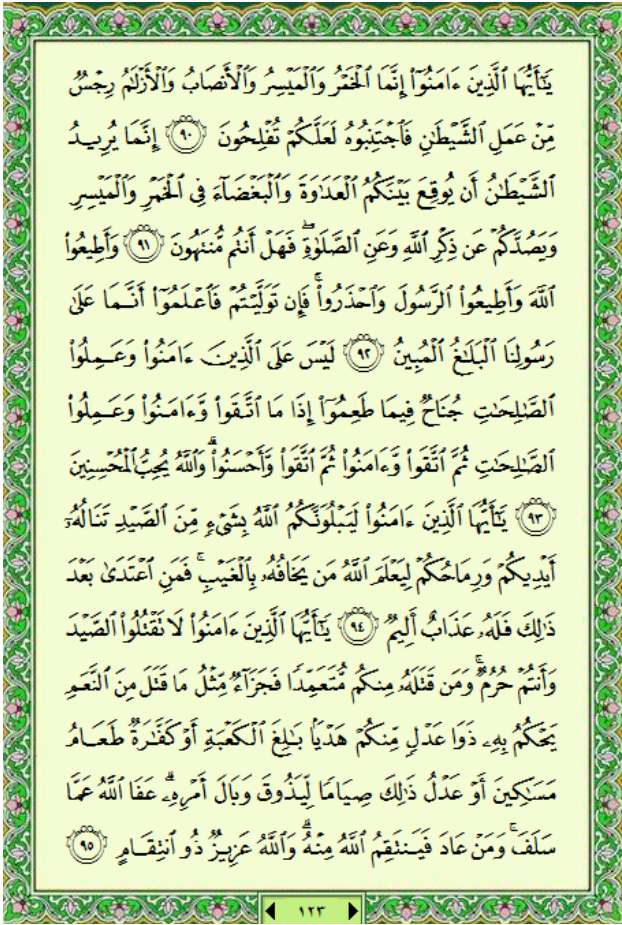 يَٰٓأَيُّهَا ٱلَّذِينَ ءَامَنُوٓا۟ إِنَّمَا ٱلْخَمْرُ وَٱلْمَيْسِرُ وَٱلْأَنصَابُ وَٱلْأَزْلَٰمُ رِجْسٌ
مِّنْ عَمَلِ ٱلشَّيْطَٰنِ فَٱجْتَنِبُوهُ لَعَلَّكُمْ تُفْلِحُونَ ﴿٩٠﴾ إِنَّمَا يُرِيدُ
ٱلشَّيْطَٰنُ أَن يُوقِعَ بَيْنَكُمُ ٱلْعَدَٰوَةَ وَٱلْبَغْضَآءَ فِى ٱلْخَمْرِ وَٱلْمَيْسِرِ
وَيَصُدَّكُمْ عَن ذِكْرِ ٱللَّهِ وَعَنِ ٱلصَّلَوٰةِ ۖ فَهَلْ أَنتُم مُّنتَهُونَ ﴿٩١﴾ وَأَطِيعُوا۟
ٱللَّهَ وَأَطِيعُوا۟ ٱلرَّسُولَ وَٱحْذَرُوا۟ ۚ فَإِن تَوَلَّيْتُمْ فَٱعْلَمُوٓا۟ أَنَّمَا عَلَىٰ
رَسُولِنَا ٱلْبَلَٰغُ ٱلْمُبِينُ ﴿٩٢﴾ لَيْسَ عَلَى ٱلَّذِينَ ءَامَنُوا۟ وَعَمِلُوا۟
ٱلصَّٰلِحَٰتِ جُنَاحٌ فِيمَا طَعِمُوٓا۟ إِذَا مَا ٱتَّقَوا۟ وَّءَامَنُوا۟ وَعَمِلُوا۟
ٱلصَّٰلِحَٰتِ ثُمَّ ٱتَّقَوا۟ وَّءَامَنُوا۟ ثُمَّ ٱتَّقَوا۟ وَّأَحْسَنُوا۟ ۗ وَٱللَّهُ يُحِبُّ ٱلْمُحْسِنِينَ
﴿٩٣﴾ يَٰٓأَيُّهَا ٱلَّذِينَ ءَامَنُوا۟ لَيَبْلُوَنَّكُمُ ٱللَّهُ بِشَىْءٍ مِّنَ ٱلصَّيْدِ تَنَالُهُۥٓ
أَيْدِيكُمْ وَرِمَاحُكُمْ لِيَعْلَمَ ٱللَّهُ مَن يَخَافُهُۥ بِٱلْغَيْبِ ۚ فَمَنِ ٱعْتَدَىٰ بَعْدَ
ذَٰلِكَ فَلَهُۥ عَذَابٌ أَلِيمٌ ﴿٩٤﴾ يَٰٓأَيُّهَا ٱلَّذِينَ ءَامَنُوا۟ لَا تَقْتُلُوا۟ ٱلصَّيْدَ
وَأَنتُمْ حُرُمٌ ۚ وَمَن قَتَلَهُۥ مِنكُم مُّتَعَمِّدًا فَجَزَآءٌ مِّثْلُ مَا قَتَلَ مِنَ ٱلنَّعَمِ
يَحْكُمُ بِهِۦ ذَوَا عَدْلٍ مِّنكُمْ هَدْيًۢا بَٰلِغَ ٱلْكَعْبَةِ أَوْ كَفَّٰرَةٌ طَعَامُ
مَسَٰكِينَ أَوْ عَدْلُ ذَٰلِكَ صِيَامًا لِّيَذُوقَ وَبَالَ أَمْرِهِۦ ۗ عَفَا ٱللَّهُ عَمَّا
سَلَفَ ۚ وَمَنْ عَادَ فَيَنتَقِمُ ٱللَّهُ مِنْهُ ۗ وَٱللَّهُ عَزِيزٌ ذُو ٱنتِقَامٍ ﴿٩٥﴾
١٢٣